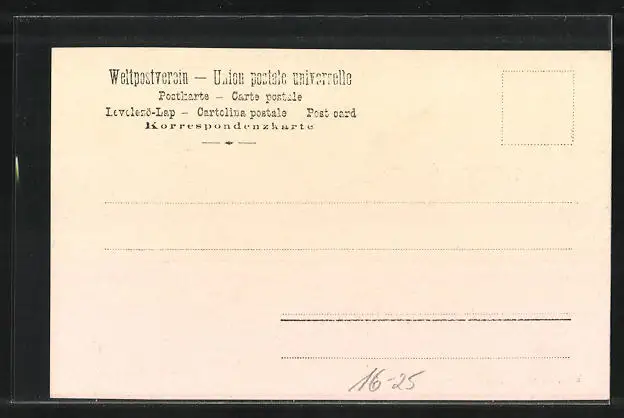 Weltpostverein — Union postale universelle
Postkarte — Carte postale
Levelező-Lap — Cartolina postale Post card
Korrespondenzkarte
16-25